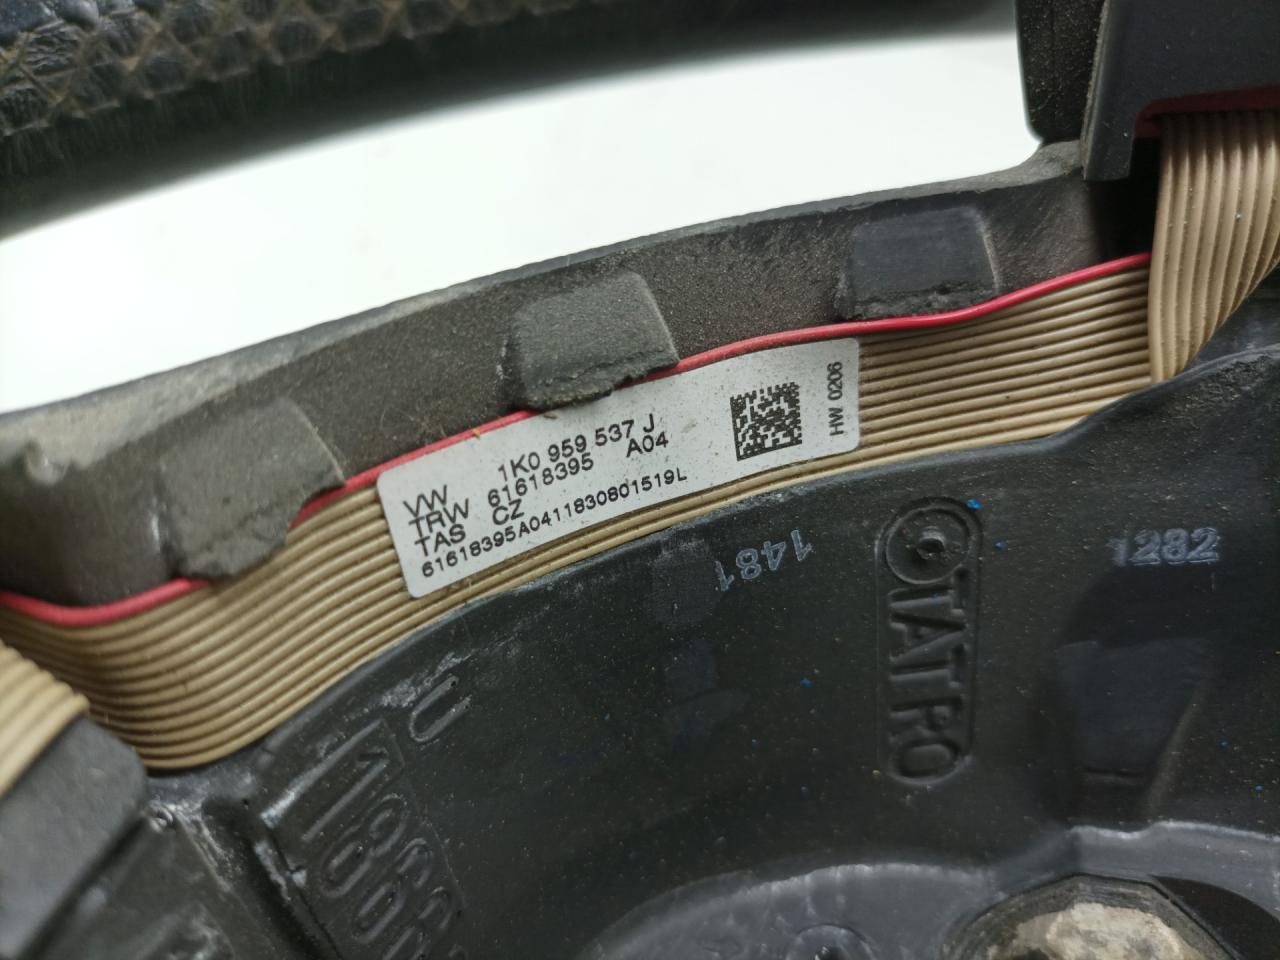 VW 1K0 959 537 J
TRW 61618395 A04
TAS CZ
61618395A0411830801519L
HW 0206
1481
TATRO
1282
U